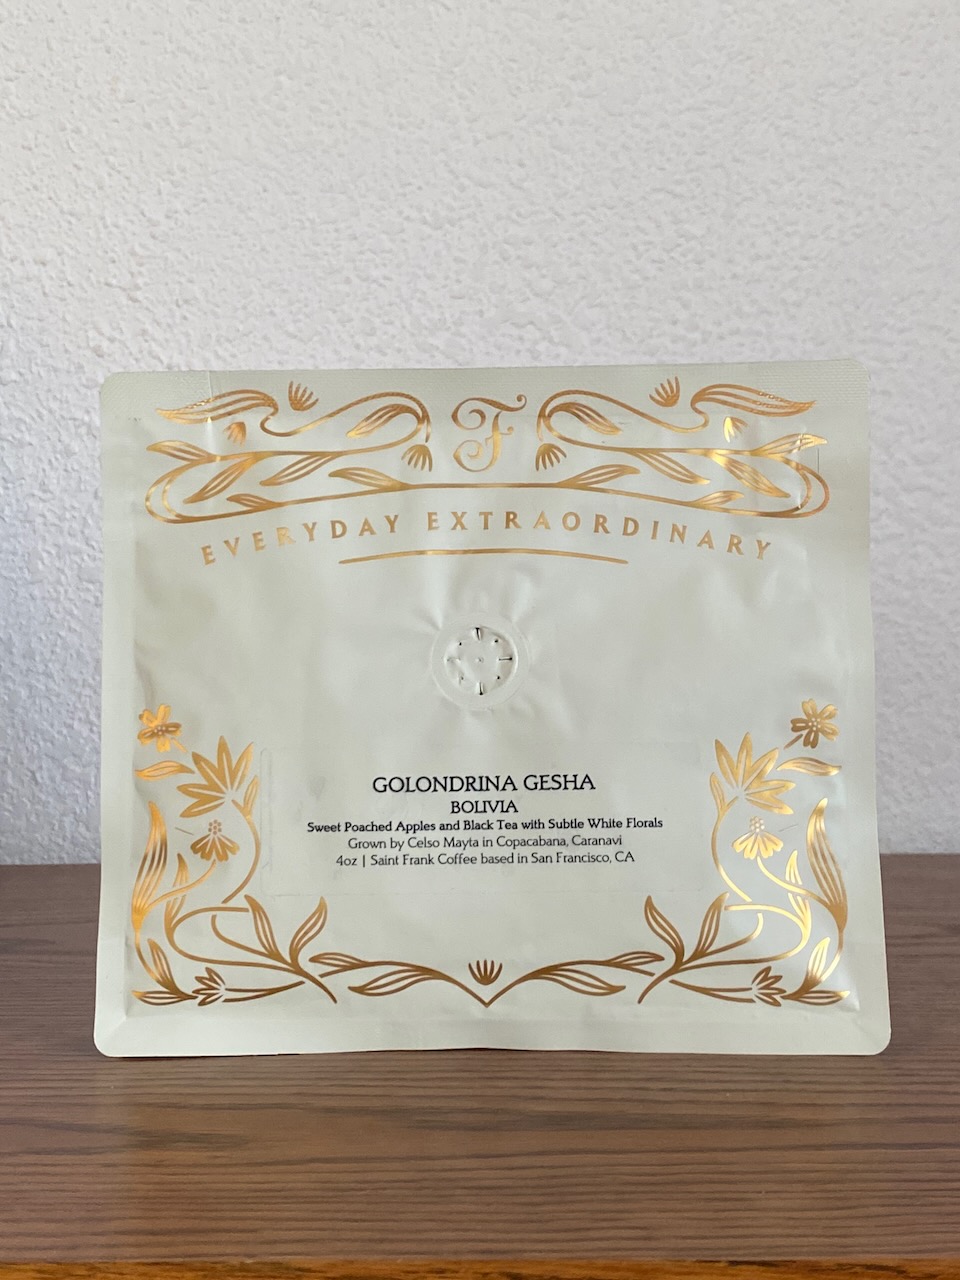 F
EVERYDAY EXTRAORDINARY
GOLONDRINA GESHA
BOLIVIA
Sweet Poached Apples and Black Tea with Subtle White Florals
Grown by Celso Mayta in Copacabana, Caranavi
4oz | Saint Frank Coffee based in San Francisco, CA